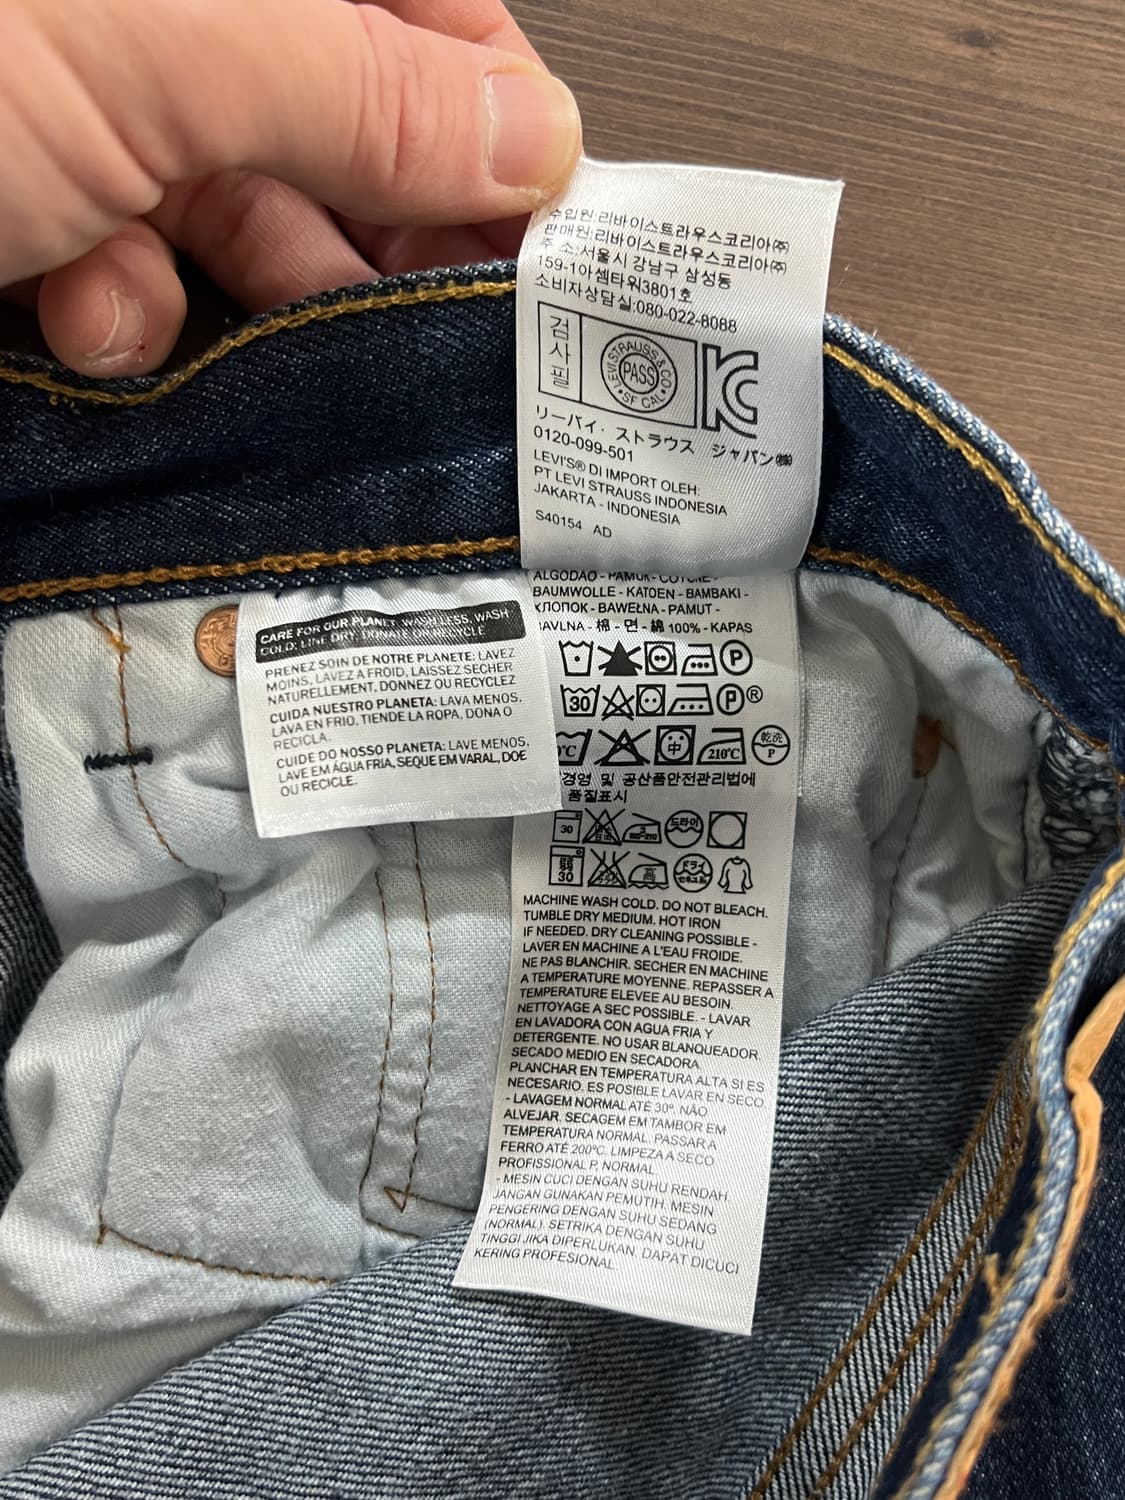 수입원:리바이스트라우스코리아㈜
판매원:리바이스트라우스코리아㈜
주 소:서울시 강남구 삼성동
159-1아셈타워3801호
소비자상담실:080-022-8088
검
사
필
LEVI STRAUSS & CO
PASS
SF CAL
KC
リーバイ・ストラウス ジャパン㈱
0120-099-501
LEVI'S® DI IMPORT OLEH:
PT LEVI STRAUSS INDONESIA
JAKARTA - INDONESIA
S40154 AD
ALGODAO - PAMUK- COTONE -
BAUMWOLLE - KATOEN - BAMBAKI -
ХЛОПОК - BAWEŁNA - PAMUT -
BAVLNA - 棉 - 면 - 綿 100% - KAPAS
P
30
P®
℃
中
210℃
乾洗
P
경영 및 공산품안전관리법에
품질표시
30
드라이
30
高
ドライ
CARE FOR OUR PLANET: WASH LESS, WASH
COLD, LINE DRY, DONATE OR RECYCLE
PRENEZ SOIN DE NOTRE PLANETE: LAVEZ
MOINS, LAVEZ A FROID, LAISSEZ SECHER
NATURELLEMENT, DONNEZ OU RECYCLEZ
CUIDA NUESTRO PLANETA: LAVA MENOS,
LAVA EN FRIO, TIENDE LA ROPA, DONA O
RECICLA.
CUIDE DO NOSSO PLANETA: LAVE MENOS,
LAVE EM ÁGUA FRIA, SEQUE EM VARAL, DOE
OU RECICLE.
MACHINE WASH COLD. DO NOT BLEACH.
TUMBLE DRY MEDIUM. HOT IRON
IF NEEDED. DRY CLEANING POSSIBLE -
LAVER EN MACHINE A L'EAU FROIDE.
NE PAS BLANCHIR. SECHER EN MACHINE
A TEMPERATURE MOYENNE. REPASSER A
TEMPERATURE ELEVEE AU BESOIN.
NETTOYAGE A SEC POSSIBLE. - LAVAR
EN LAVADORA CON AGUA FRIA Y
DETERGENTE. NO USAR BLANQUEADOR.
SECADO MEDIO EN SECADORA
PLANCHAR EN TEMPERATURA ALTA SI ES
NECESARIO. ES POSIBLE LAVAR EN SECO.
- LAVAGEM NORMAL ATÉ 30º. NÃO
ALVEJAR. SECAGEM EM TAMBOR EM
TEMPERATURA NORMAL. PASSAR A
FERRO ATÉ 200ºC. LIMPEZA A SECO
PROFISSIONAL P, NORMAL
- MESIN CUCI DENGAN SUHU RENDAH.
JANGAN GUNAKAN PEMUTIH. MESIN
PENGERING DENGAN SUHU SEDANG
(NORMAL). SETRIKA DENGAN SUHU
TINGGI JIKA DIPERLUKAN. DAPAT DICUCI
KERING PROFESIONAL